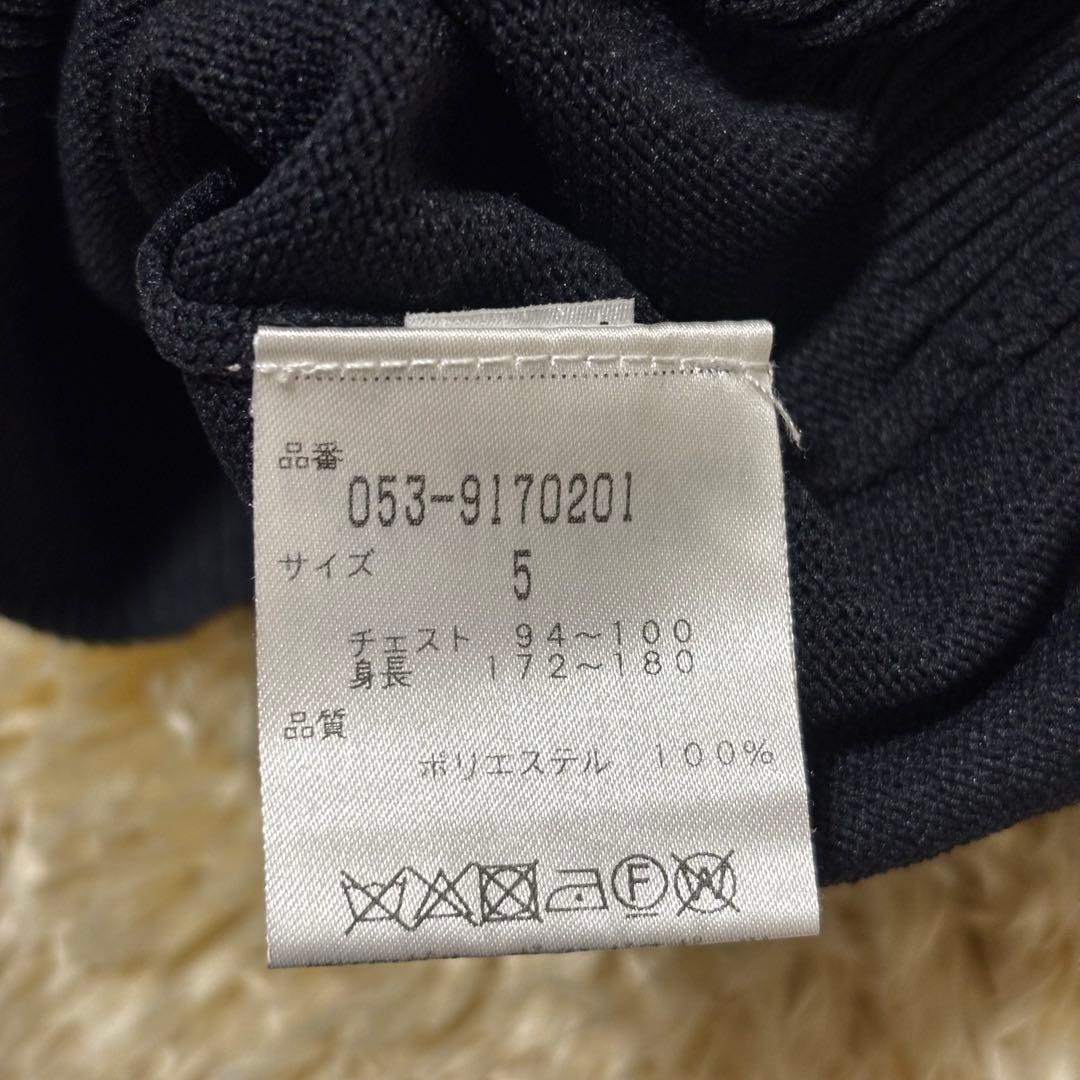 品番
053-9170201
サイズ 5
チェスト 94～100
身長 172～180
品質
ポリエステル 100%
F
W